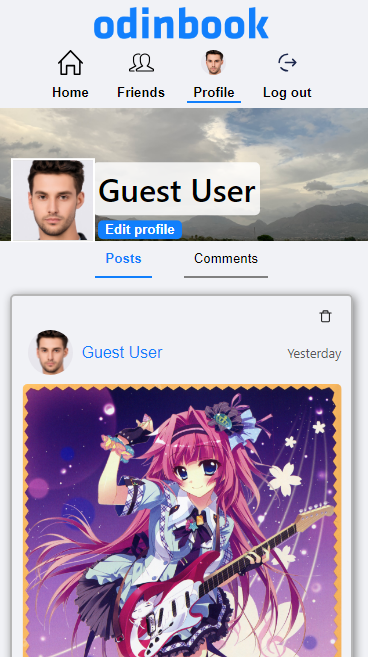 odinbook
Home Friends Profile Log out
Guest User
Edit profile
Posts Comments
Guest User Yesterday